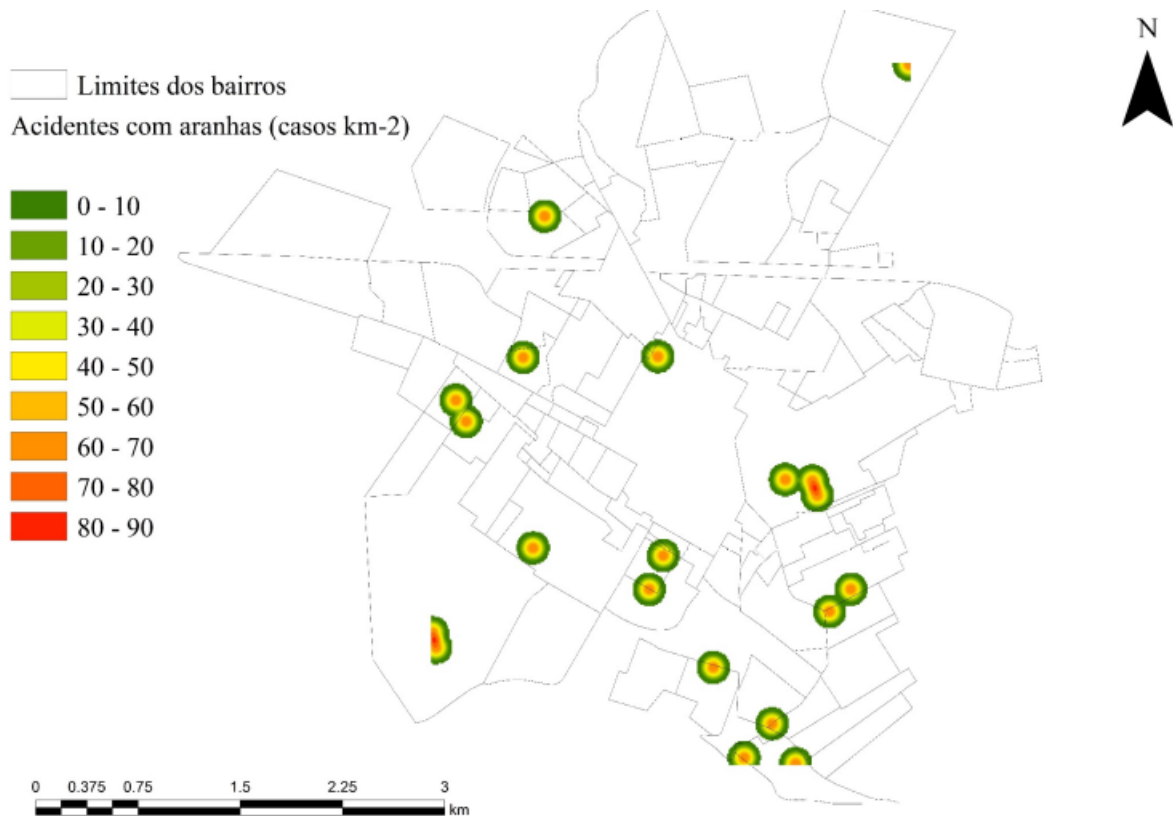 N
Limites dos bairros
Acidentes com aranhas (casos km-2)
0 - 10
10 - 20
20 - 30
30 - 40
40 - 50
50 - 60
60 - 70
70 - 80
80 - 90
0 0.375 0.75 1.5 2.25 3
km